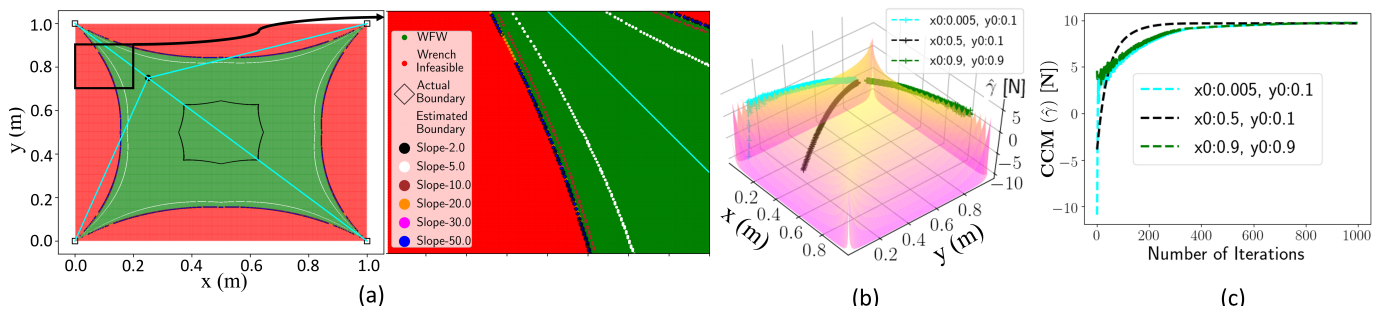 1.0
0.8
0.6
0.4
0.2
0.0
y (m)
0.0 0.2 0.4 0.6 0.8 1.0
x (m)
(a)
WFW
Wrench
Infeasible
Actual
Boundary
Estimated
Boundary
Slope-2.0
Slope-5.0
Slope-10.0
Slope-20.0
Slope-30.0
Slope-50.0
x0:0.005, y0:0.1
x0:0.5, y0:0.1
x0:0.9, y0:0.9
γ̂ [N]
5
0
−5
−10
0.2 0.4 0.6 0.8
x (m)
0.2 0.4 0.6 0.8
y (m)
(b)
10
5
0
−5
−10
CCM (γ̂) [N]
x0:0.005, y0:0.1
x0:0.5, y0:0.1
x0:0.9, y0:0.9
0 200 400 600 800 1000
Number of Iterations
(c)